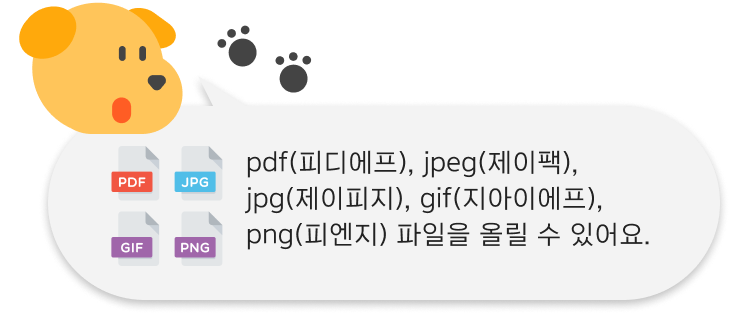 PDF
JPG
GIF
PNG
pdf(피디에프), jpeg(제이팩),
jpg(제이피지), gif(지아이에프),
png(피엔지) 파일을 올릴 수 있어요.